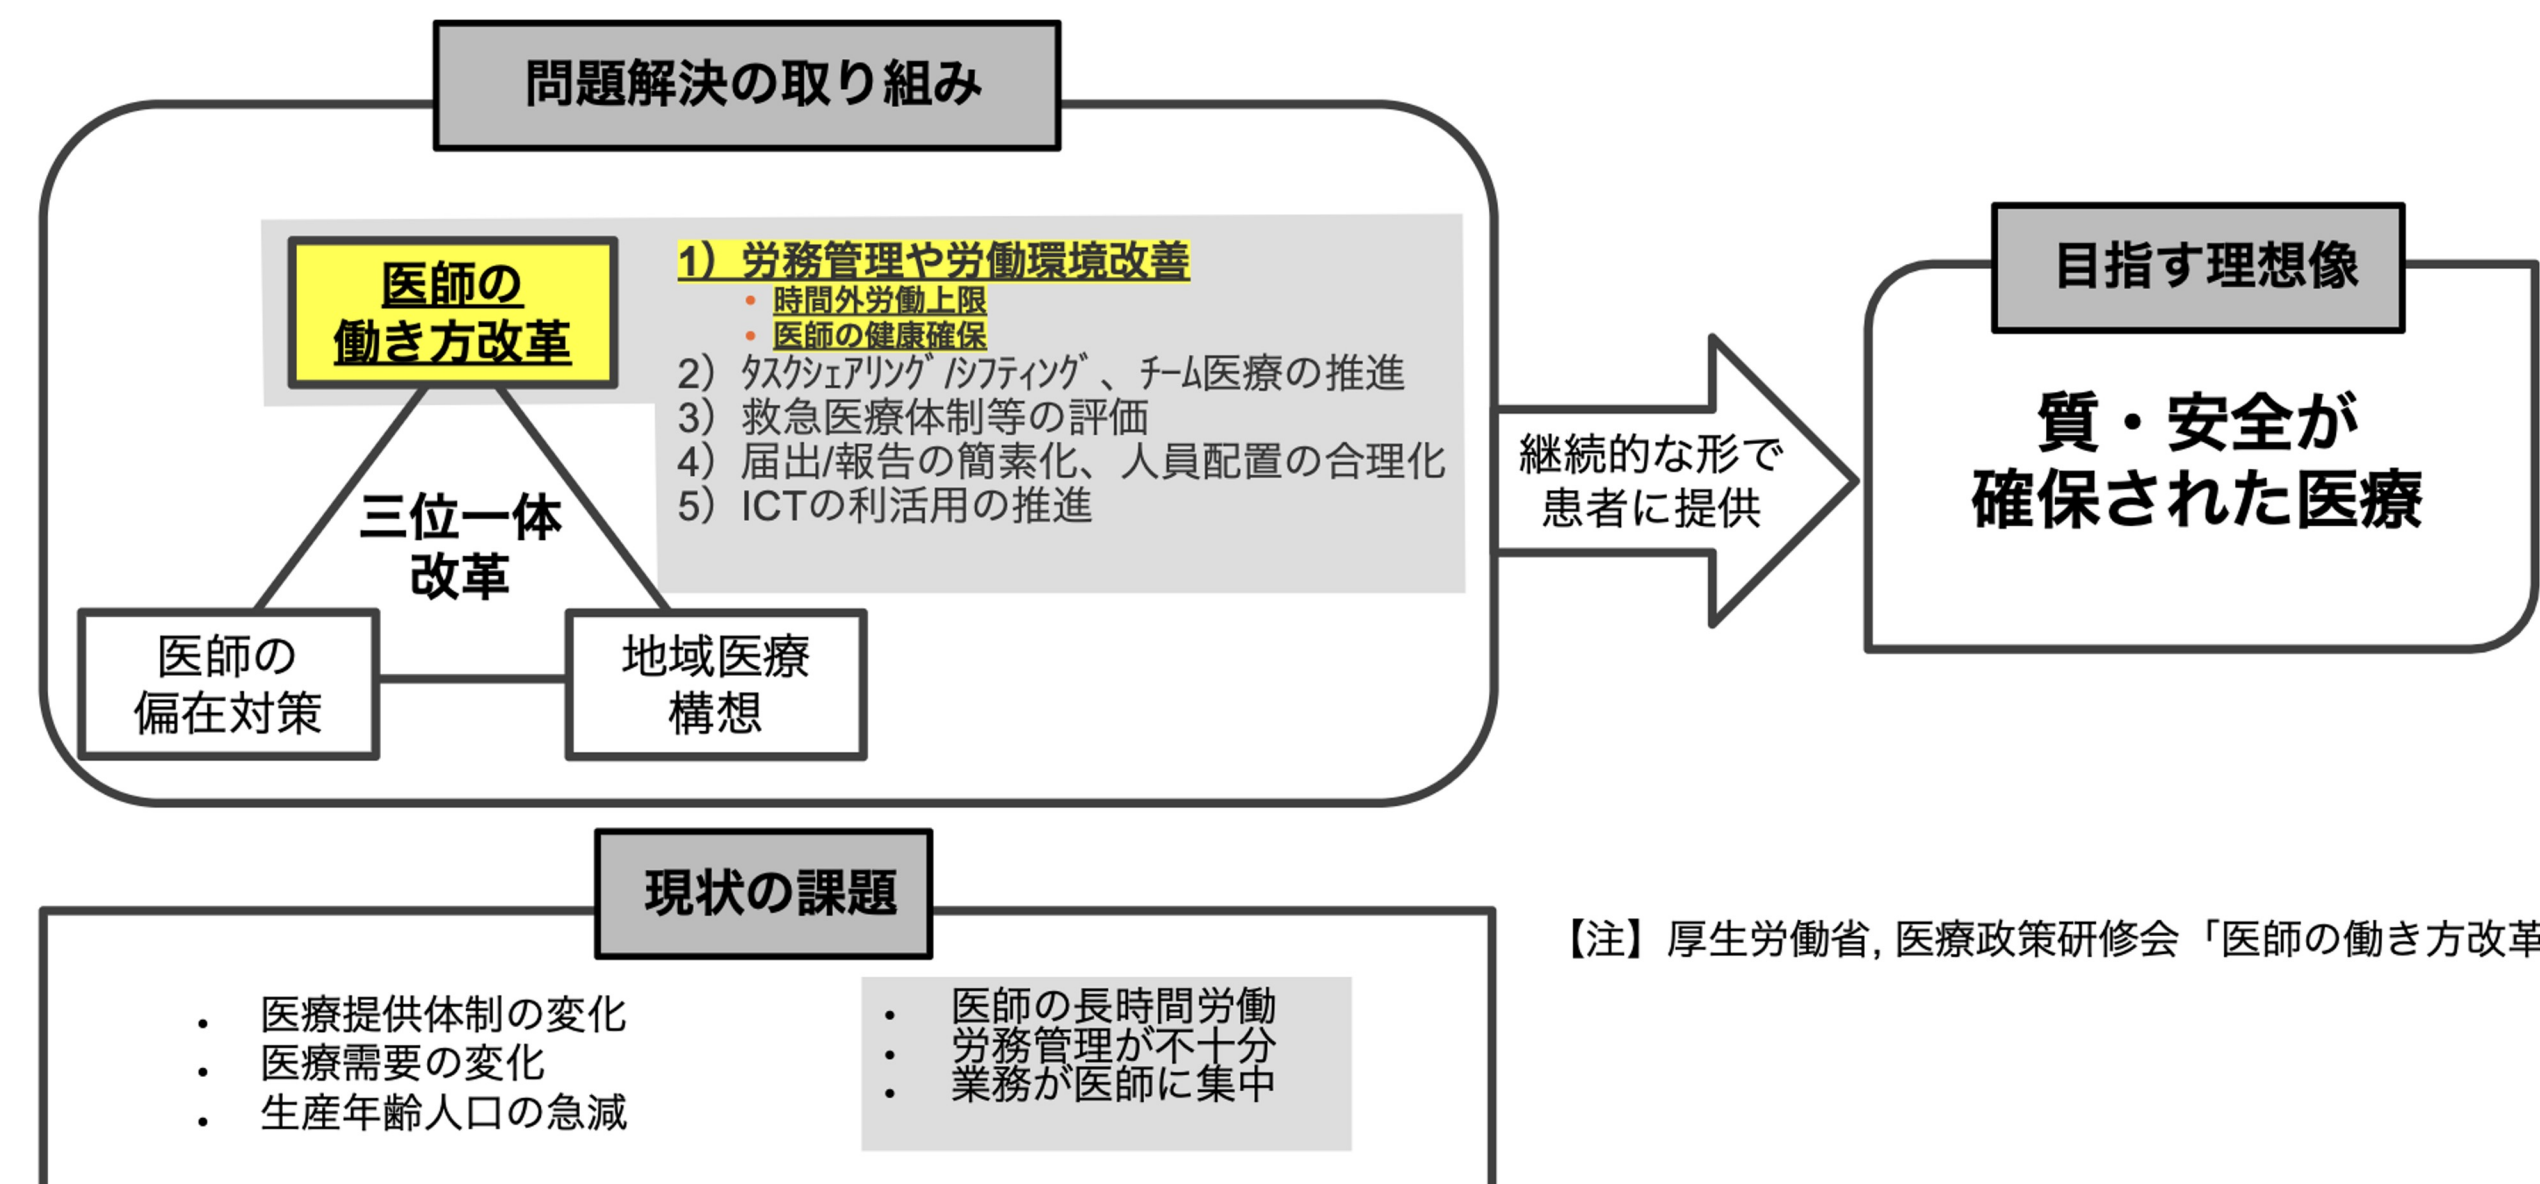 問題解決の取り組み
医師の
働き方改革
1）労務管理や労働環境改善
• 時間外労働上限
• 医師の健康確保
2）ﾀｽｸｼｪｱﾘﾝｸﾞ/ｼﾌﾃｨﾝｸﾞ、ﾁｰﾑ医療の推進
3）救急医療体制等の評価
4）届出/報告の簡素化、人員配置の合理化
5）ICTの利活用の推進
三位一体
改革
医師の
偏在対策
地域医療
構想
継続的な形で
患者に提供
目指す理想像
質・安全が
確保された医療
現状の課題
• 医療提供体制の変化
• 医療需要の変化
• 生産年齢人口の急減
• 医師の長時間労働
• 労務管理が不十分
• 業務が医師に集中
【注】厚生労働省, 医療政策研修会「医師の働き方改革